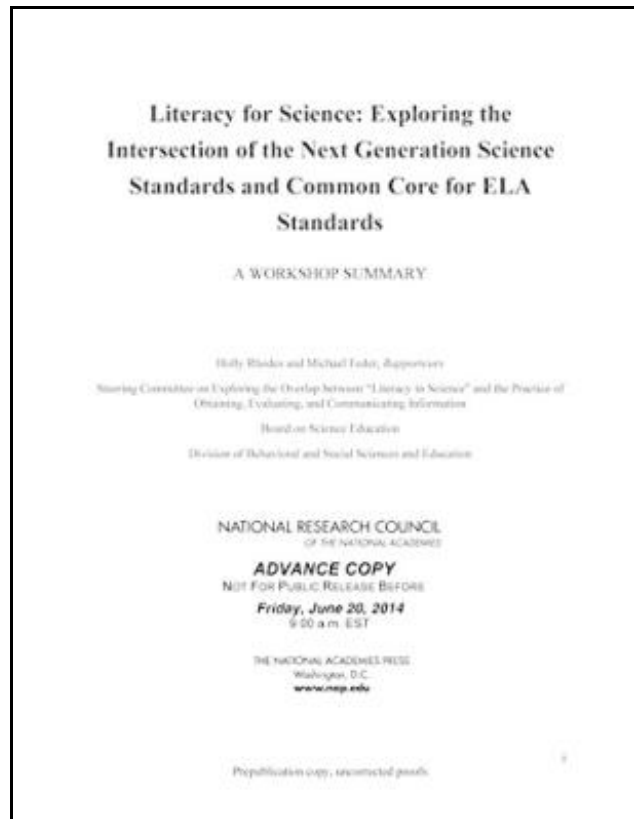 Literacy for Science: Exploring the
Intersection of the Next Generation Science
Standards and Common Core for ELA
Standards
A WORKSHOP SUMMARY
Holly Rhodes and Michael Feder, Rapporteurs
Steering Committee on Exploring the Overlap between "Literacy in Science" and the Practice of
Obtaining, Evaluating, and Communicating Information
Board on Science Education
Division of Behavioral and Social Sciences and Education
NATIONAL RESEARCH COUNCIL
OF THE NATIONAL ACADEMIES
ADVANCE COPY
NOT FOR PUBLIC RELEASE BEFORE
Friday, June 20, 2014
9:00 a.m. EST
THE NATIONAL ACADEMIES PRESS
Washington, D.C.
www.nap.edu
Prepublication copy, uncorrected proofs